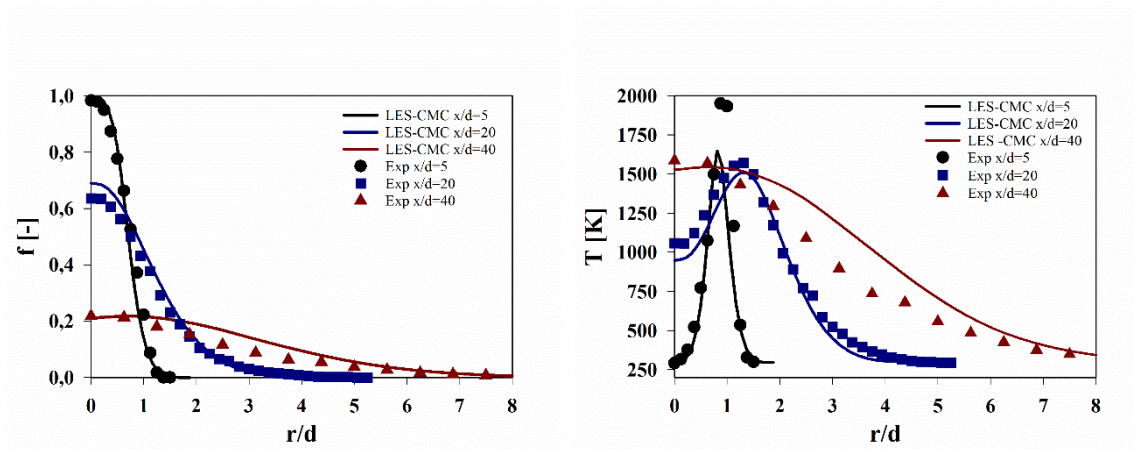 f [-]
1,0
0,8
0,6
0,4
0,2
0,0
LES-CMC x/d=5
LES-CMC x/d=20
LES-CMC x/d=40
Exp x/d=5
Exp x/d=20
Exp x/d=40
0 1 2 3 4 5 6 7 8
r/d
T [K]
2000
1750
1500
1250
1000
750
500
250
LES-CMC x/d=5
LES-CMC x/d=20
LES -CMC x/d=40
Exp x/d=5
Exp x/d=20
Exp x/d=40
0 1 2 3 4 5 6 7 8
r/d